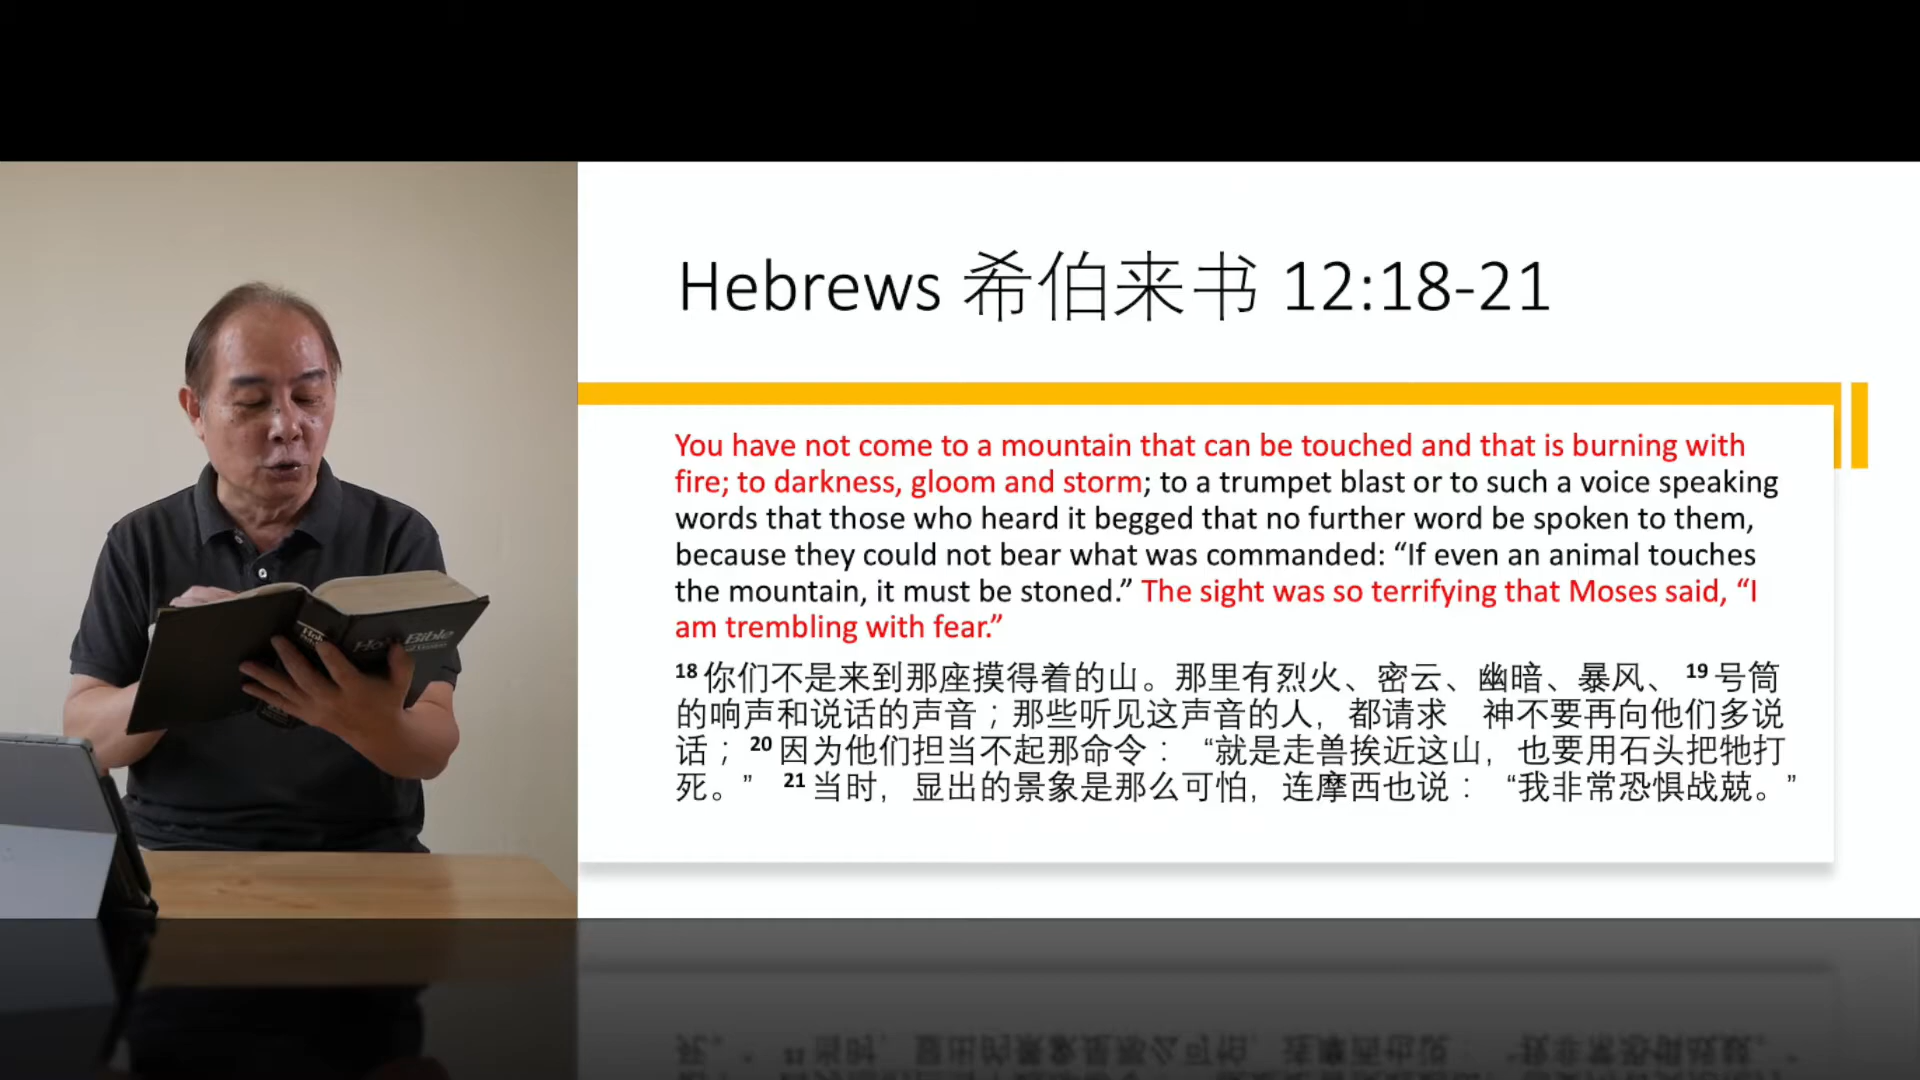 Hebrews 希伯来书 12:18-21
You have not come to a mountain that can be touched and that is burning with
fire; to darkness, gloom and storm; to a trumpet blast or to such a voice speaking
words that those who heard it begged that no further word be spoken to them,
because they could not bear what was commanded: “If even an animal touches
the mountain, it must be stoned.” The sight was so terrifying that Moses said, “I
am trembling with fear.”
18 你们不是来到那座摸得着的山。那里有烈火、密云、幽暗、暴风、 19 号筒
的响声和说话的声音；那些听见这声音的人，都请求　神不要再向他们多说
话； 20 因为他们担当不起那命令： “就是走兽挨近这山，也要用石头把牠打
死。” 21 当时，显出的景象是那么可怕，连摩西也说： “我非常恐惧战兢。”
Holy Bible